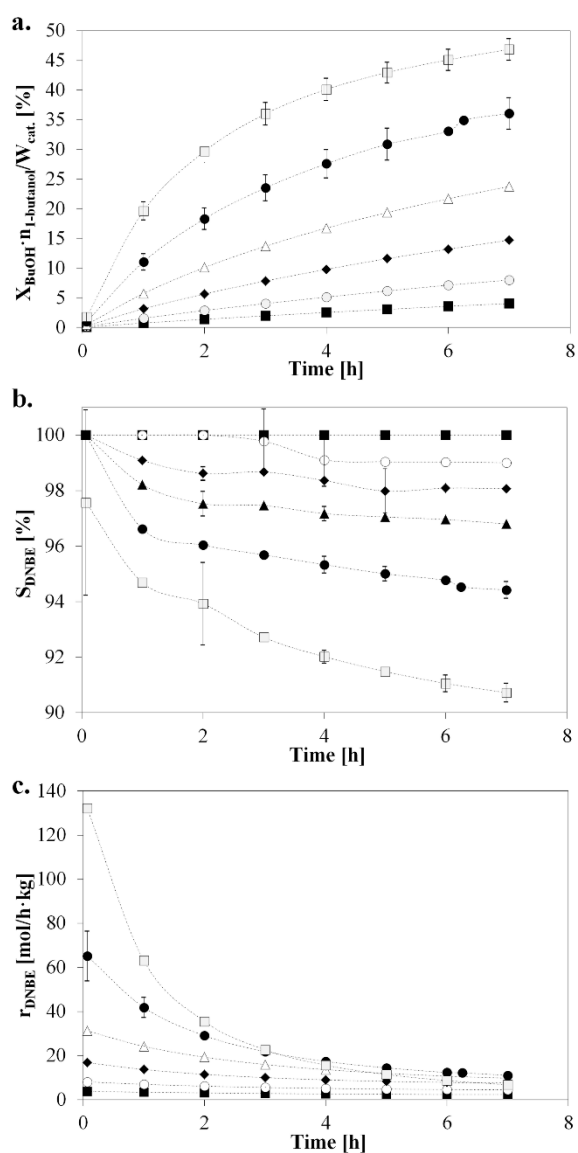 a.
X_BuOH·n_1-butanol/W_cat. [%]
50
45
40
35
30
25
20
15
10
5
0
0 2 4 6 8
Time [h]
b.
S_DNBE [%]
100
98
96
94
92
90
0 2 4 6 8
Time [h]
c.
r_DNBE [mol/h·kg]
140
120
100
80
60
40
20
0
0 2 4 6 8
Time [h]